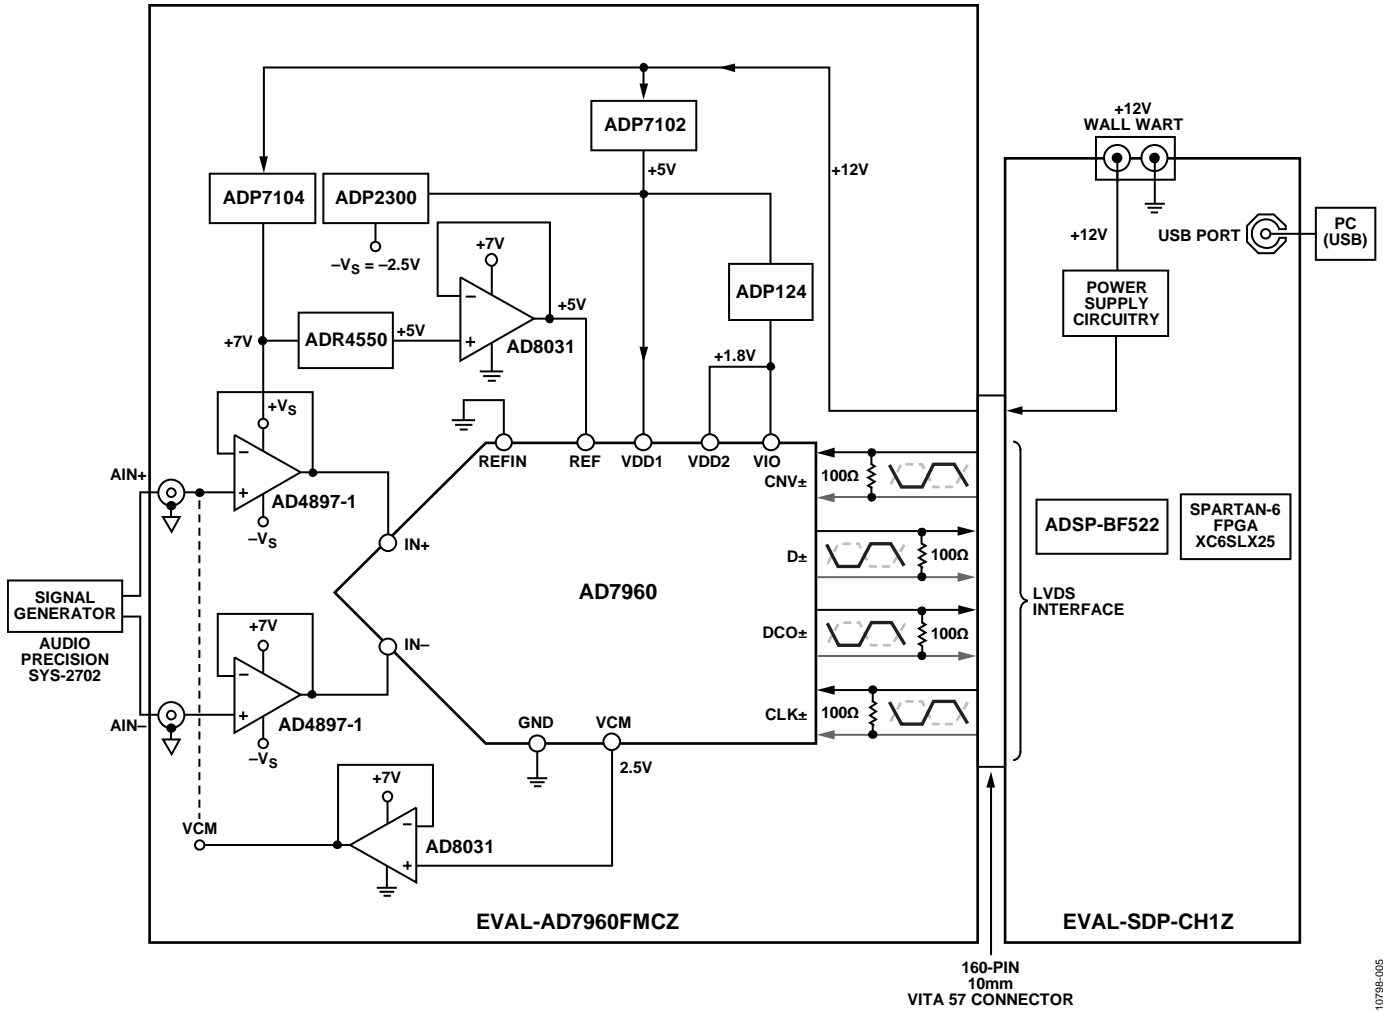 +12V
WALL WART
ADP7102
+5V
+12V
ADP7104
ADP2300
–VS = –2.5V
+7V
+5V
ADP124
+1.8V
USB PORT
PC
(USB)
+12V
POWER
SUPPLY
CIRCUITRY
+7V
ADR4550
+5V
–
+
AD8031
+VS
–
+
AD4897-1
–VS
AIN+
REFIN
REF
VDD1
VDD2
VIO
CNV±
100Ω
IN+
D±
100Ω
AD7960
ADSP-BF522
SPARTAN-6
FPGA
XC6SLX25
LVDS
INTERFACE
SIGNAL
GENERATOR
AUDIO
PRECISION
SYS-2702
+7V
–
+
AD4897-1
–VS
IN–
AIN–
DCO±
100Ω
CLK±
100Ω
GND
VCM
2.5V
+7V
–
+
AD8031
VCM
EVAL-AD7960FMCZ
EVAL-SDP-CH1Z
160-PIN
10mm
VITA 57 CONNECTOR
10798-005